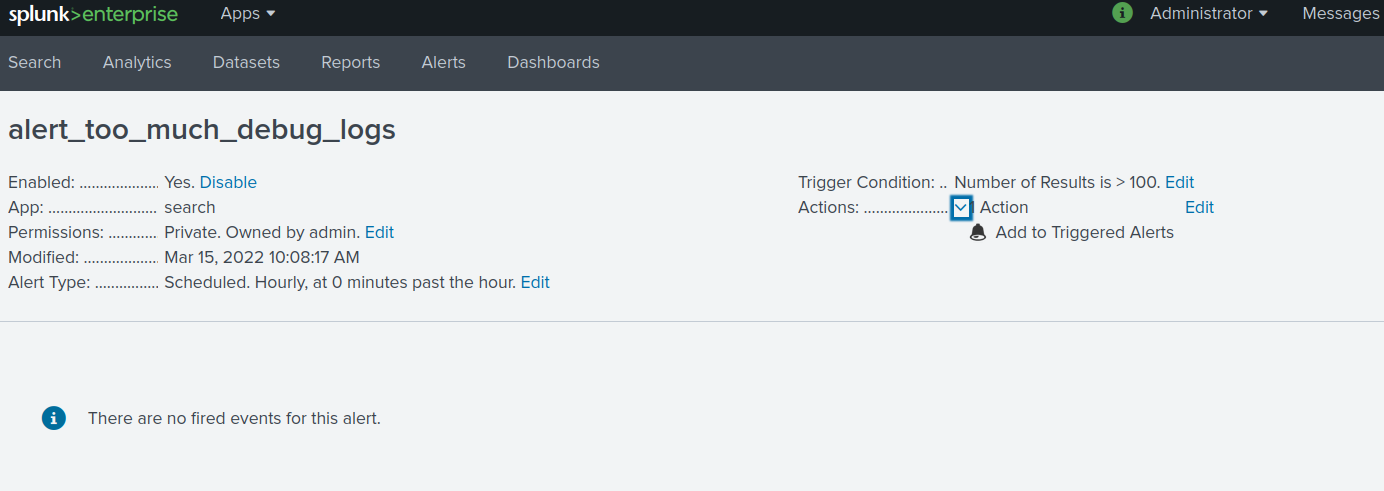 splunk>enterprise Apps Administrator Messages
Search Analytics Datasets Reports Alerts Dashboards
alert_too_much_debug_logs
Enabled: .................... Yes. Disable
App: ........................... search
Permissions: ............ Private. Owned by admin. Edit
Modified: ................... Mar 15, 2022 10:08:17 AM
Alert Type: ................ Scheduled. Hourly, at 0 minutes past the hour. Edit
Trigger Condition: .. Number of Results is > 100. Edit
Actions: ..................... 1 Action Edit
Add to Triggered Alerts
There are no fired events for this alert.